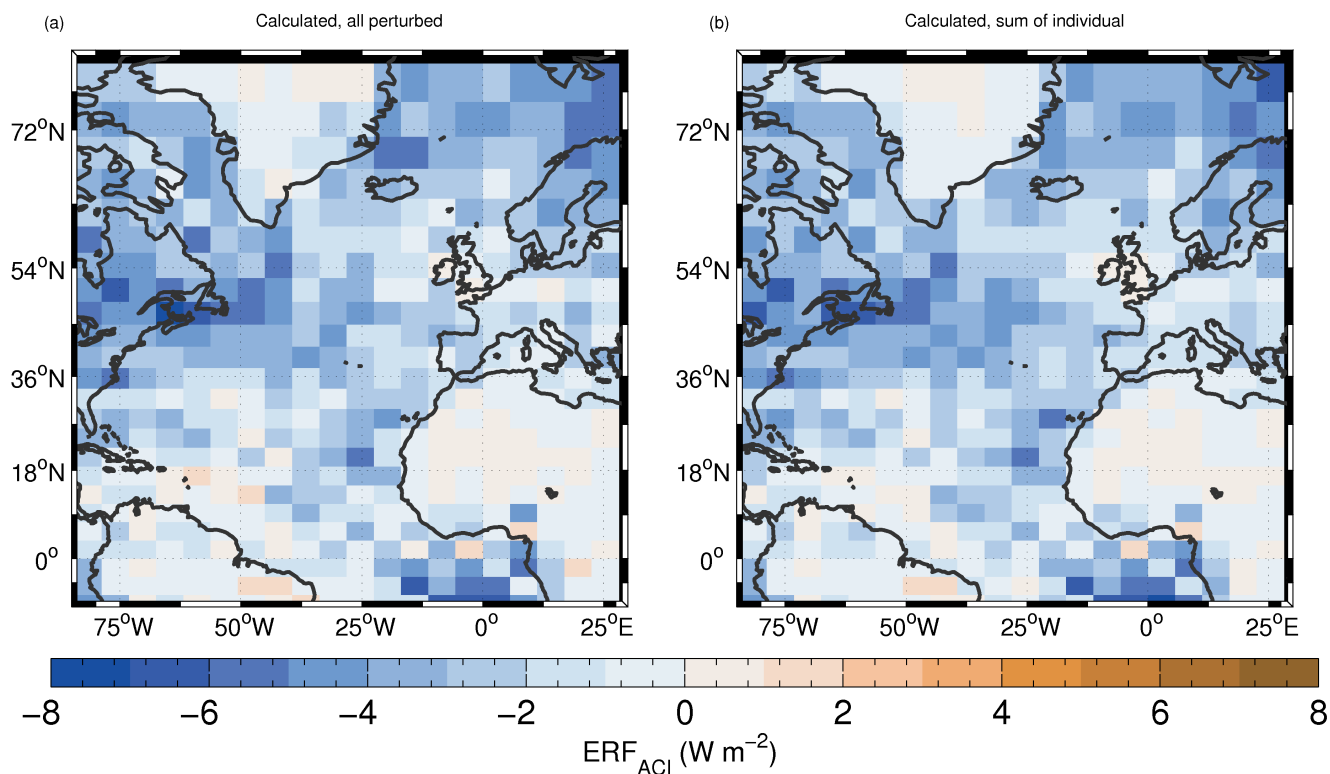 (a) Calculated, all perturbed (b) Calculated, sum of individual
72°N 72°N
54°N 54°N
36°N 36°N
18°N 18°N
0° 0°
75°W 50°W 25°W 0° 25°E 75°W 50°W 25°W 0° 25°E
−8 −6 −4 −2 0 2 4 6 8
ERF_ACI (W m⁻²)